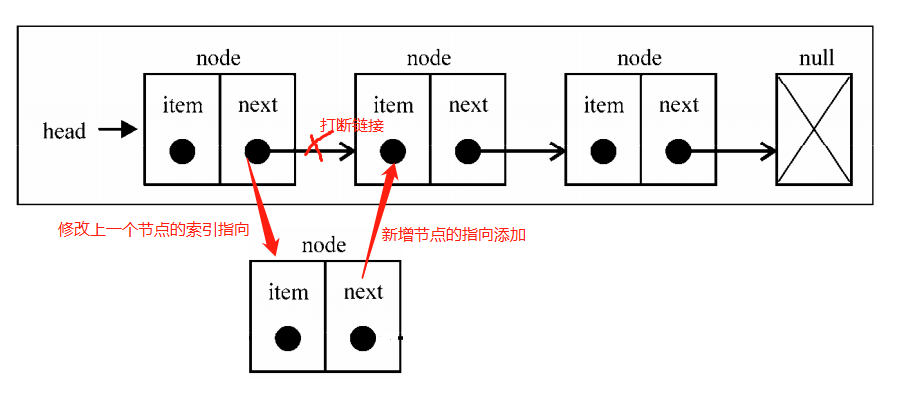 node node node null
item next item next item next
打断链接
head
修改上一个节点的索引指向
新增节点的指向添加
node
item next